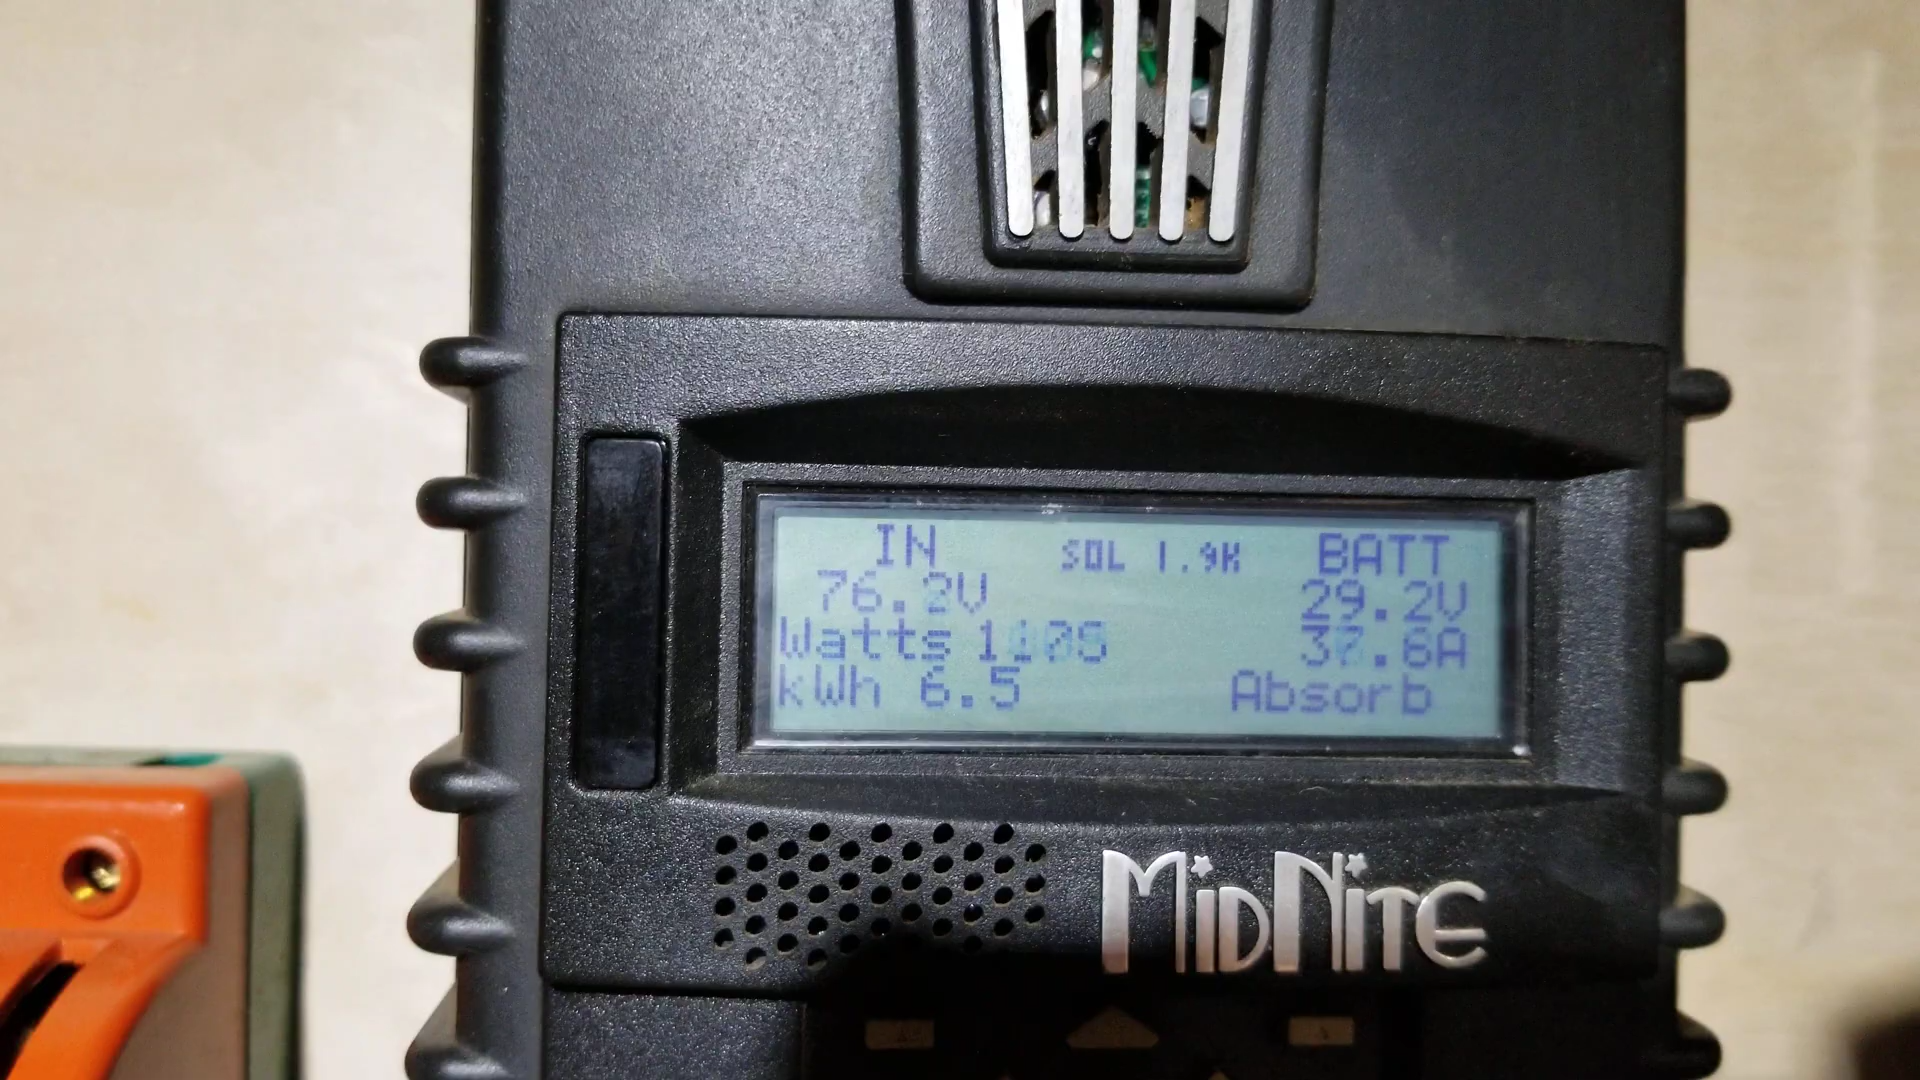 IN SOL 1.9K BATT
76.2V 29.2V
Watts
kWh 6.5 Absorb
MIDNITE